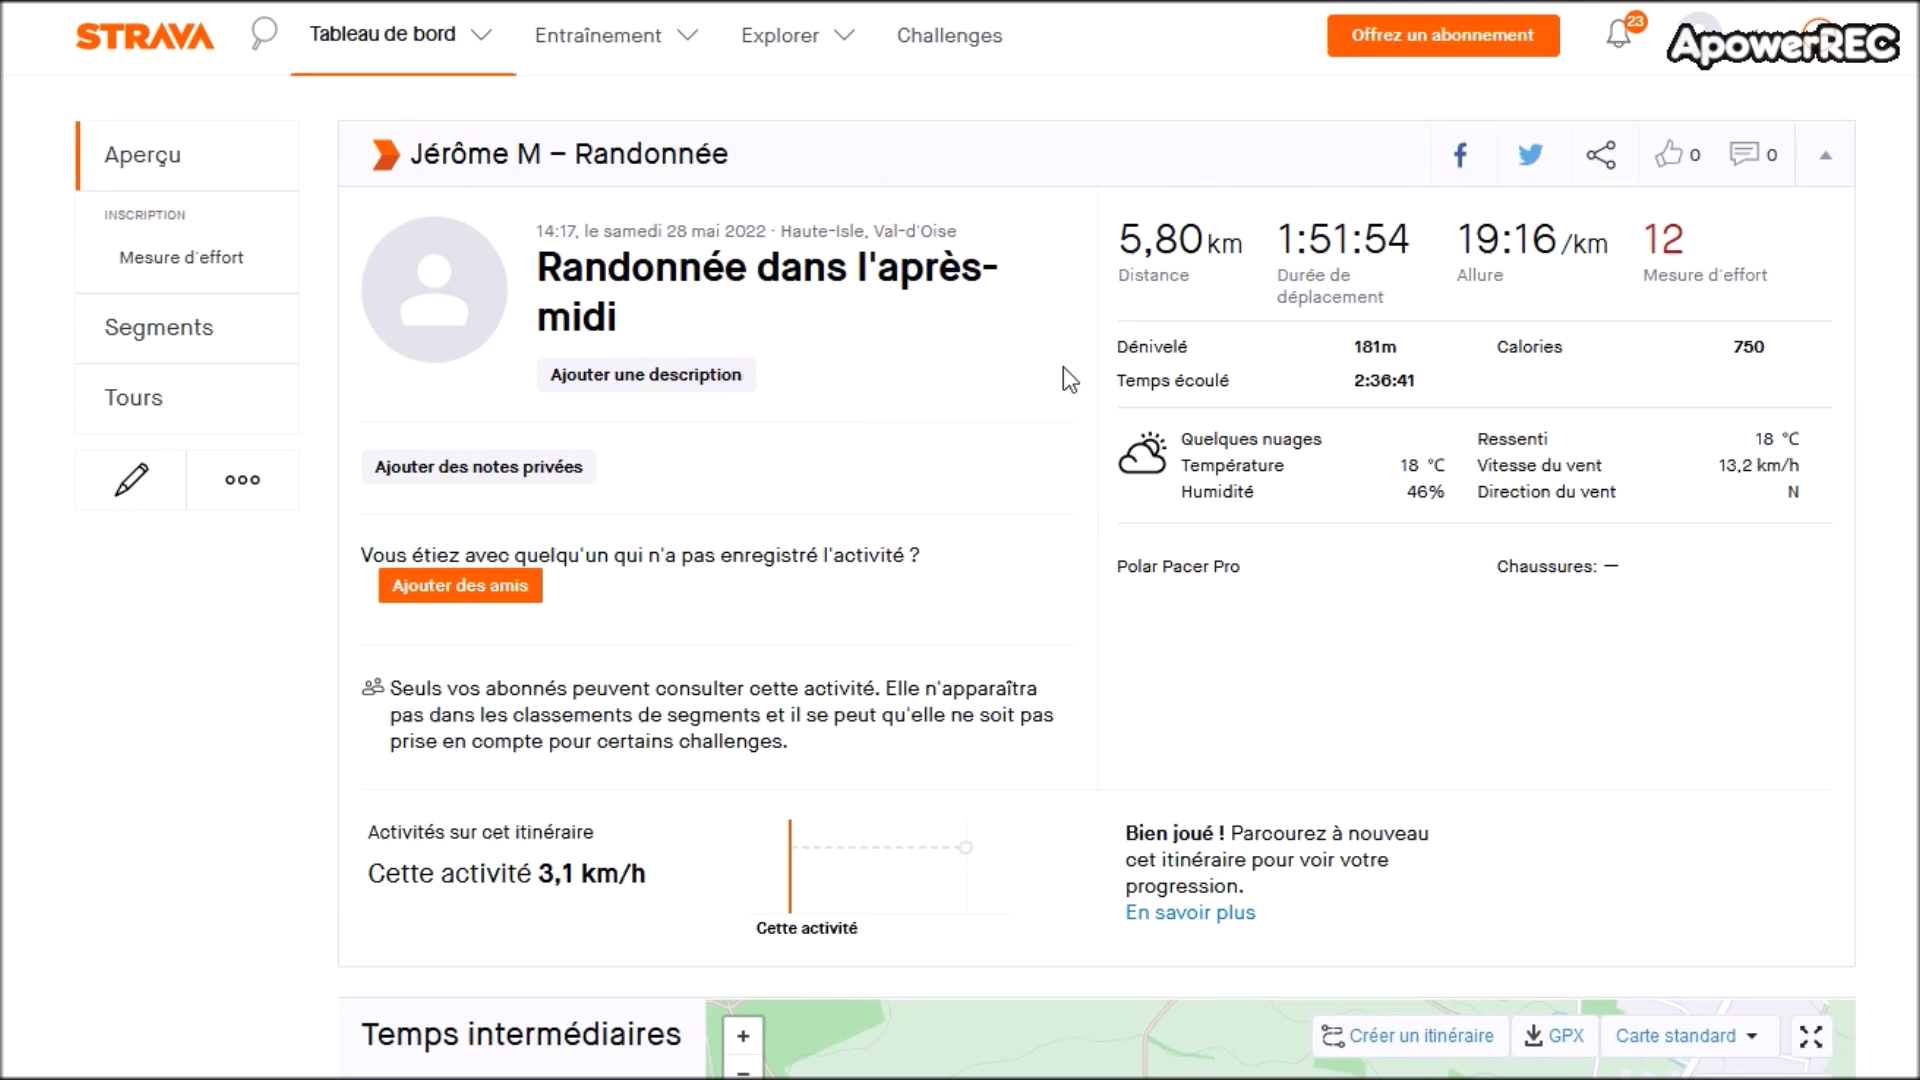 STRAVA
Tableau de bord
Entraînement
Explorer
Challenges
Offrez un abonnement
23
ApowerREC
Aperçu
INSCRIPTION
Mesure d'effort
Segments
Tours
Jérôme M – Randonnée
0
0
14:17, le samedi 28 mai 2022 · Haute-Isle, Val-d'Oise
Randonnée dans l'après-
midi
Ajouter une description
Ajouter des notes privées
Vous étiez avec quelqu'un qui n'a pas enregistré l'activité ?
Ajouter des amis
Seuls vos abonnés peuvent consulter cette activité. Elle n'apparaîtra
pas dans les classements de segments et il se peut qu'elle ne soit pas
prise en compte pour certains challenges.
5,80 km
Distance
1:51:54
Durée de
déplacement
19:16 /km
Allure
12
Mesure d'effort
Dénivelé 181m
Calories 750
Temps écoulé 2:36:41
Quelques nuages
Température 18 °C
Humidité 46%
Ressenti 18 °C
Vitesse du vent 13,2 km/h
Direction du vent N
Polar Pacer Pro
Chaussures: —
Activités sur cet itinéraire
Cette activité 3,1 km/h
Cette activité
Bien joué ! Parcourez à nouveau
cet itinéraire pour voir votre
progression.
En savoir plus
Temps intermédiaires
+
−
Créer un itinéraire
GPX
Carte standard